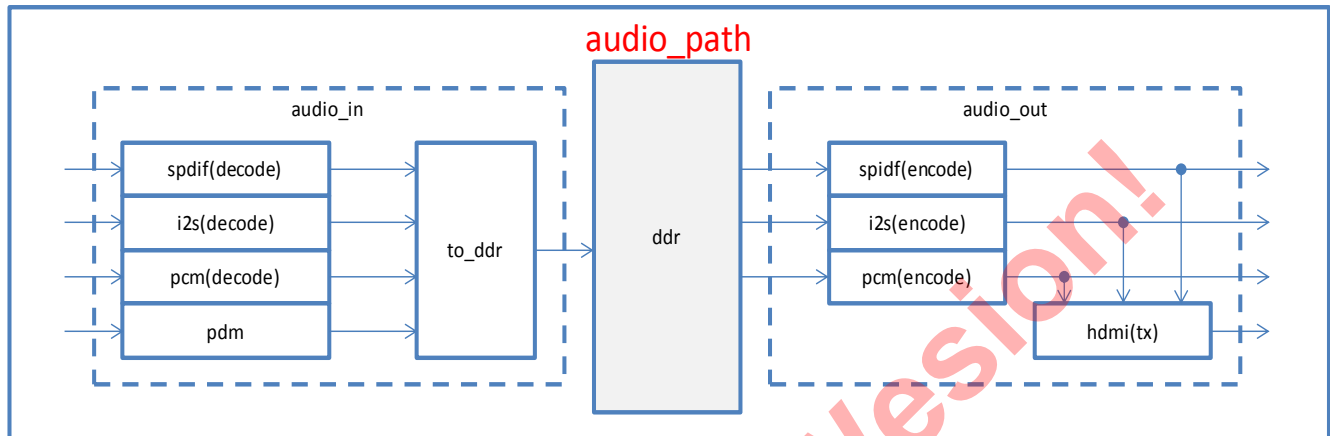 audio_path
audio_in
audio_out
spdif(decode)
i2s(decode)
pcm(decode)
pdm
to_ddr
ddr
spidf(encode)
i2s(encode)
pcm(encode)
hdmi(tx)
Vesion!